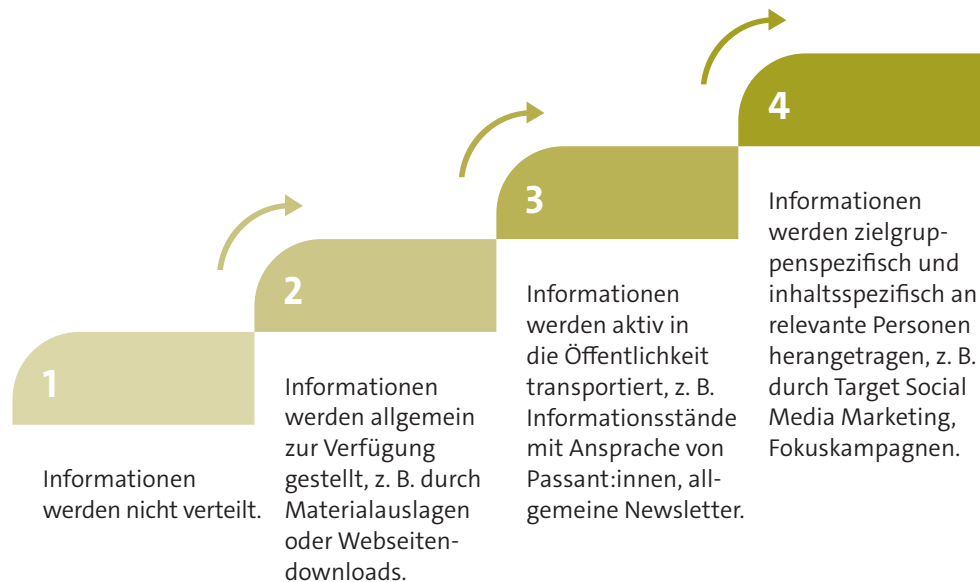 1
Informationen
werden nicht verteilt.
2
Informationen
werden allgemein
zur Verfügung
gestellt, z. B. durch
Materialauslagen
oder Webseiten-
downloads.
3
Informationen
werden aktiv in
die Öffentlichkeit
transportiert, z. B.
Informationsstände
mit Ansprache von
Passant:innen, all-
gemeine Newsletter.
4
Informationen
werden zielgrup-
penspezifisch und
inhaltsspezifisch an
relevante Personen
herangetragen, z. B.
durch Target Social
Media Marketing,
Fokuskampagnen.